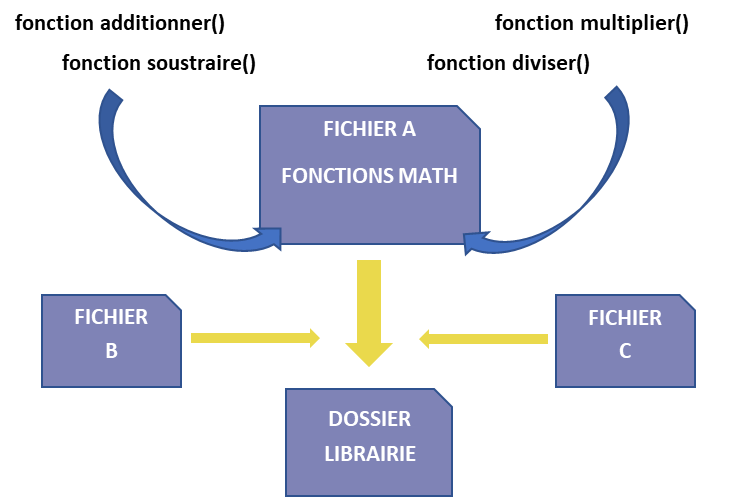 fonction additionner()
fonction multiplier()
fonction soustraire()
fonction diviser()
FICHIER A
FONCTIONS MATH
FICHIER
B
FICHIER
C
DOSSIER
LIBRAIRIE